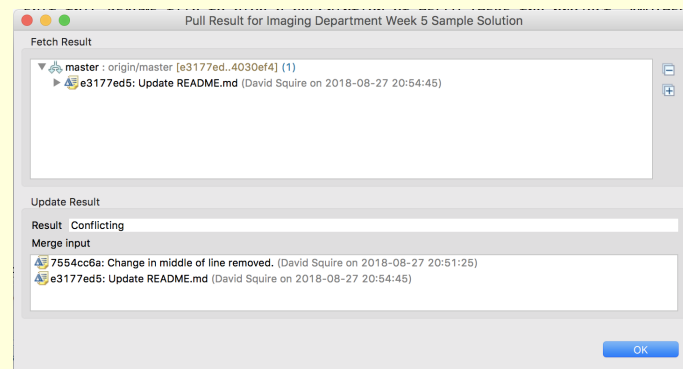 Pull Result for Imaging Department Week 5 Sample Solution
Fetch Result
master : origin/master [e3177ed..4030ef4] (1)
e3177ed5: Update README.md (David Squire on 2018-08-27 20:54:45)
Update Result
Result Conflicting
Merge input
7554cc6a: Change in middle of line removed. (David Squire on 2018-08-27 20:51:25)
e3177ed5: Update README.md (David Squire on 2018-08-27 20:54:45)
OK